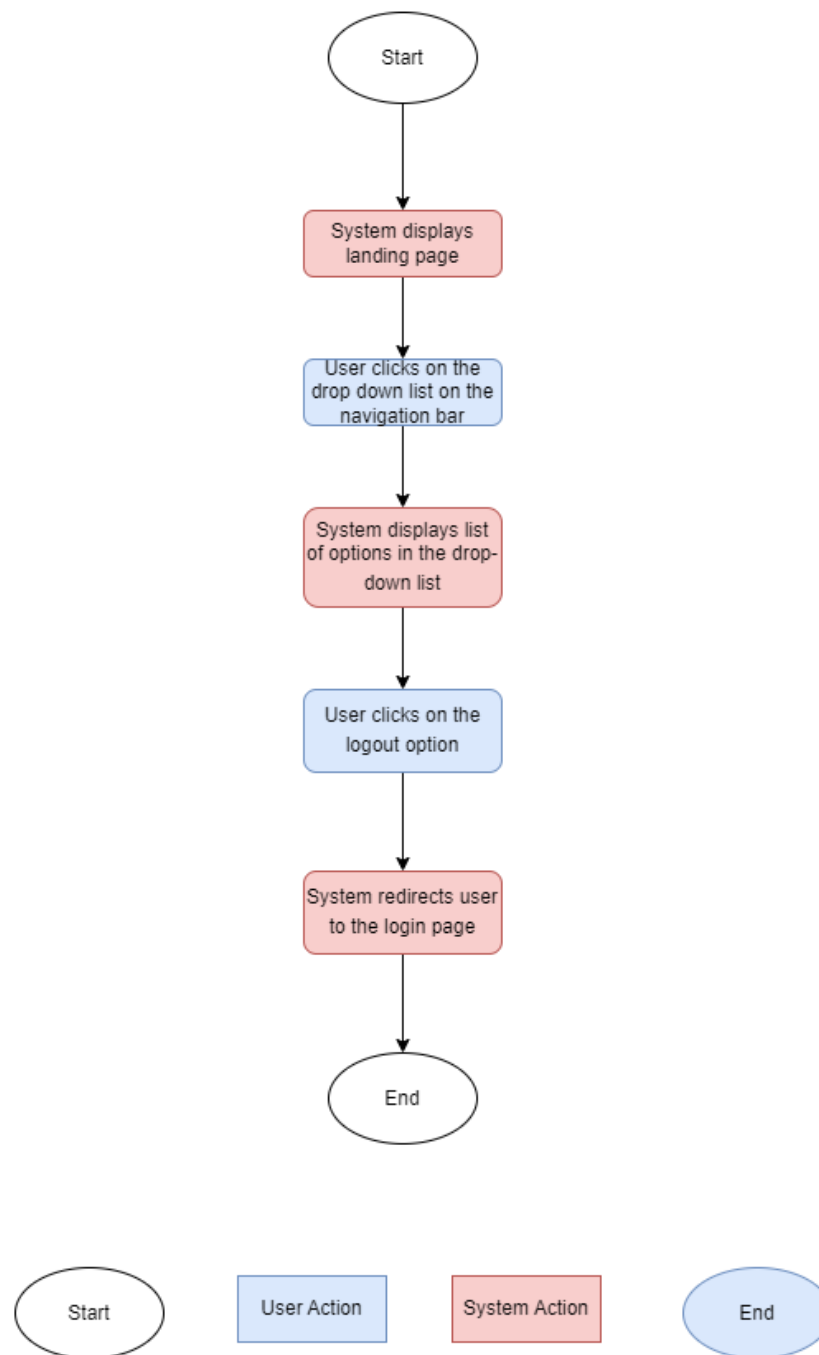 Start
System displays
landing page
User clicks on the
drop down list on the
navigation bar
System displays list
of options in the drop-
down list
User clicks on the
logout option
System redirects user
to the login page
End
Start
User Action
System Action
End